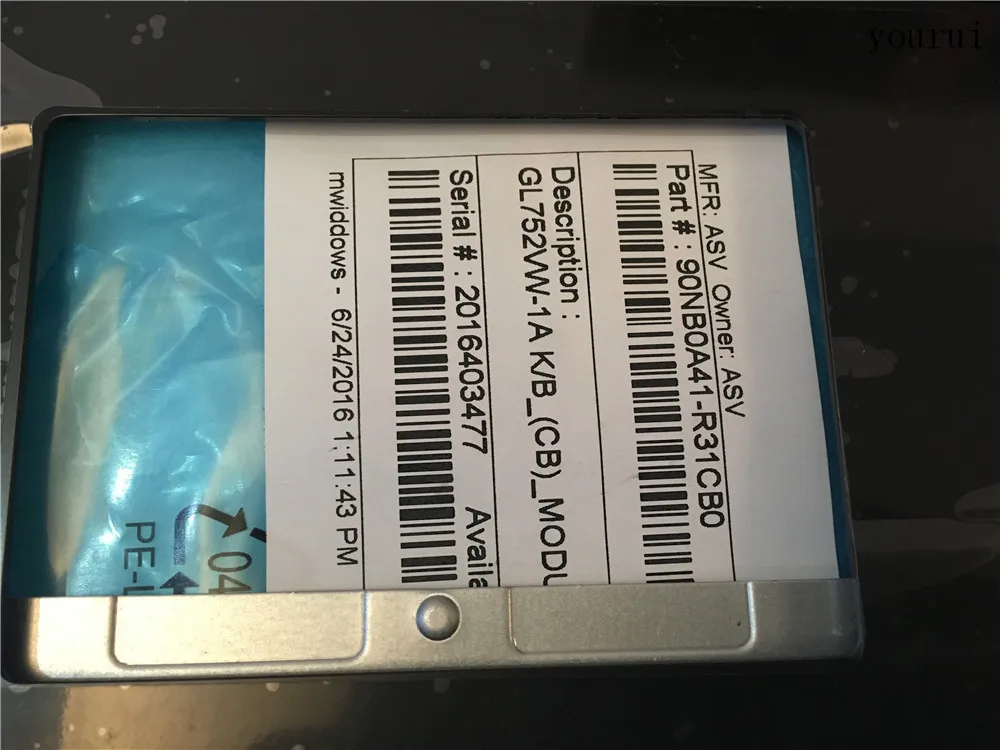 yourui
MFR: ASV Owner: ASV
Part # : 90NB0A41-R31CB0
Description :
GL752VW-1A K/B_(CB)_MODU
Serial # : 2016403477 Availa
mwiddows - 6/24/2016 1:11:43 PM
04
PE-L